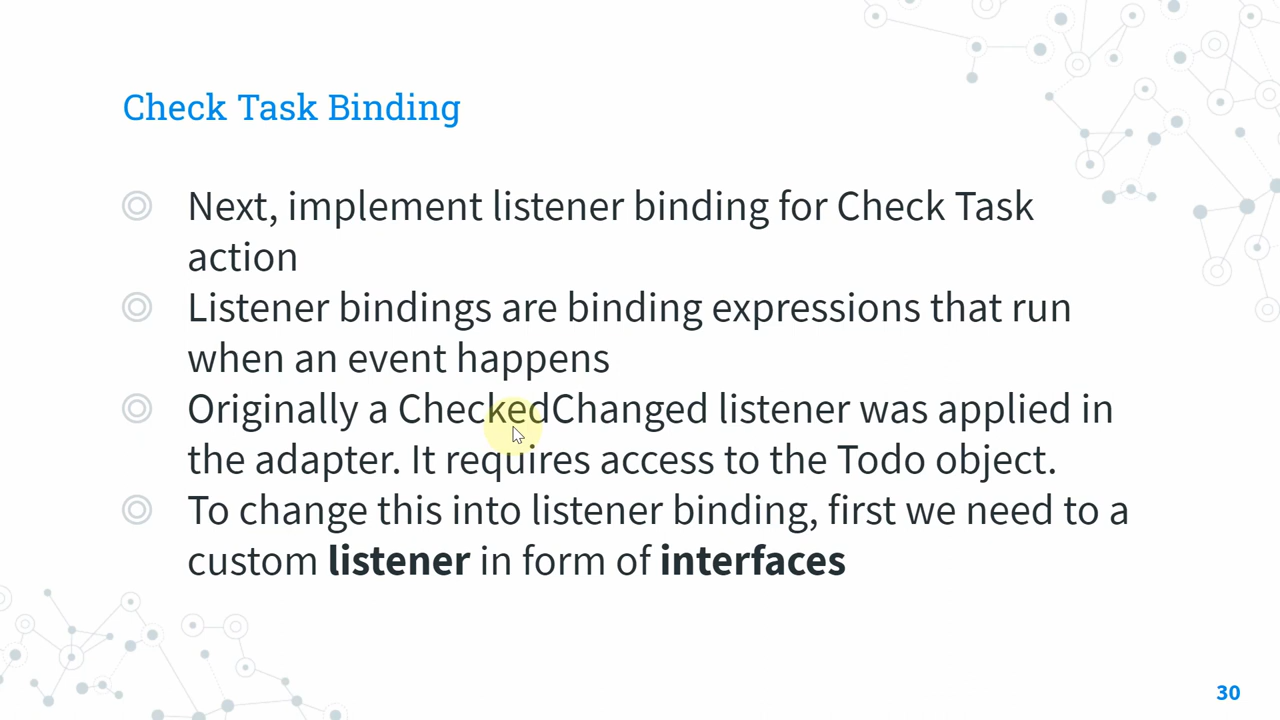 Check Task Binding
Next, implement listener binding for Check Task
action
Listener bindings are binding expressions that run
when an event happens
Originally a CheckedChanged listener was applied in
the adapter. It requires access to the Todo object.
To change this into listener binding, first we need to a
custom listener in form of interfaces
30